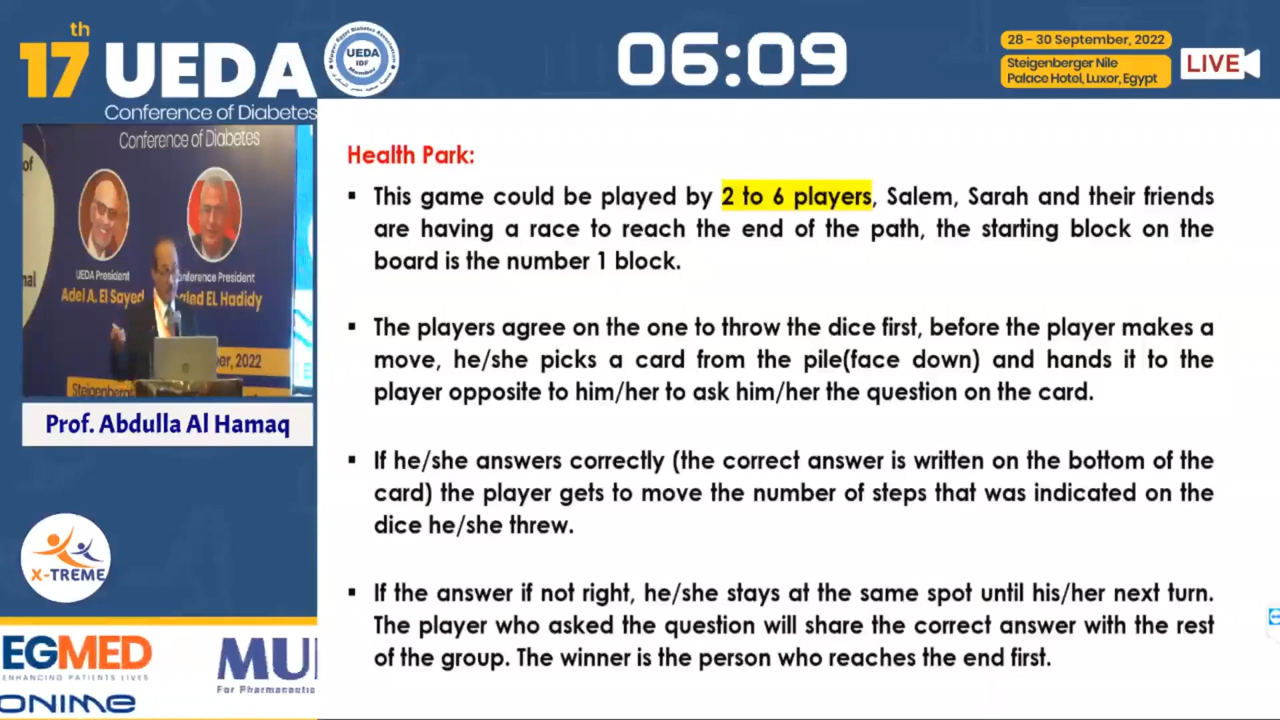 17th UEDA
Conference of Diabetes
UEDA
IDF
Member
06:09
28 - 30 September, 2022
Steigenberger Nile
Palace Hotel, Luxor, Egypt
LIVE
Conference of Diabetes
of
nal
UEDA President
Adel A. El Sayed
onference President
aled EL Hadidy
er, 2022
Steigenber
Prof. Abdulla Al Hamaq
X-TREME
EGMED
ENHANCING PATIENTS LIVES
ONIME
MU
For Pharmaceutic
Health Park:
▪ This game could be played by 2 to 6 players, Salem, Sarah and their friends
are having a race to reach the end of the path, the starting block on the
board is the number 1 block.
▪ The players agree on the one to throw the dice first, before the player makes a
move, he/she picks a card from the pile(face down) and hands it to the
player opposite to him/her to ask him/her the question on the card.
▪ If he/she answers correctly (the correct answer is written on the bottom of the
card) the player gets to move the number of steps that was indicated on the
dice he/she threw.
▪ If the answer if not right, he/she stays at the same spot until his/her next turn.
The player who asked the question will share the correct answer with the rest
of the group. The winner is the person who reaches the end first.